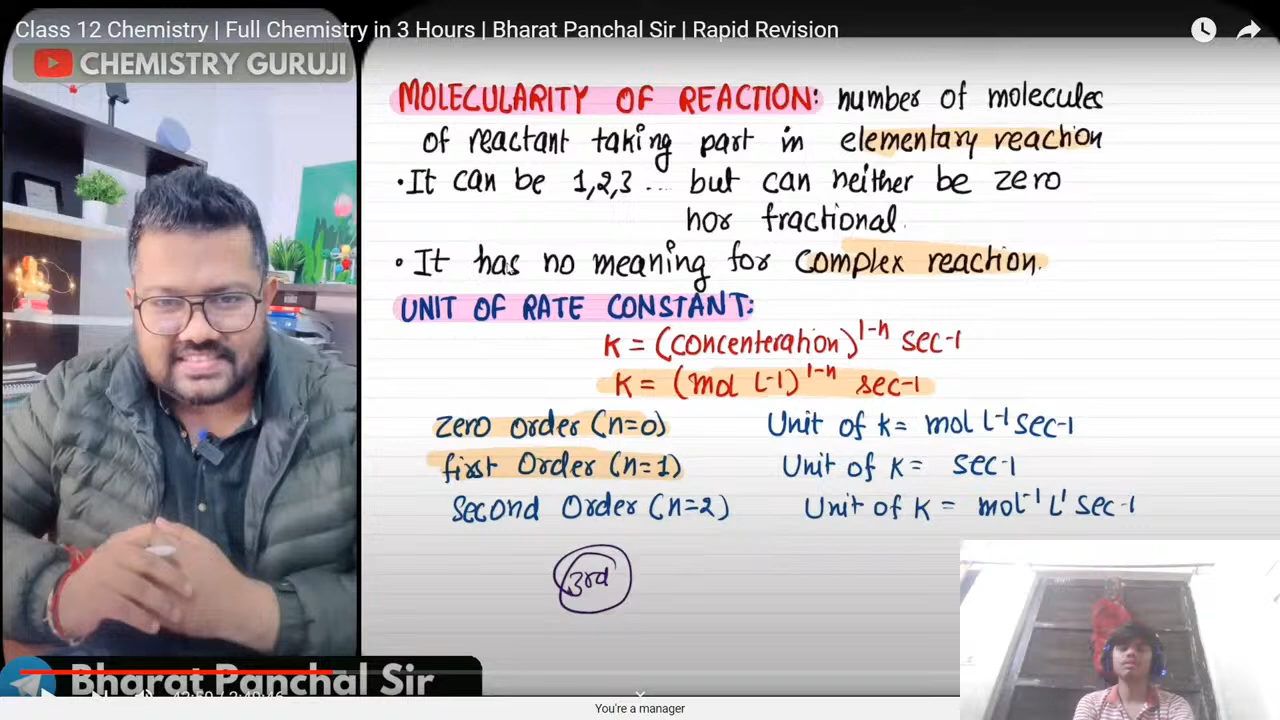 Class 12 Chemistry | Full Chemistry in 3 Hours | Bharat Panchal Sir | Rapid Revision
CHEMISTRY GURUJI
MOLECULARITY OF REACTION: number of molecules
of reactant taking part in elementary reaction
•It can be 1,2,3 ... but can neither be zero
nor fractional.
•It has no meaning for complex reaction.
UNIT OF RATE CONSTANT:
K = (concenteration)^1-n sec-1
K = (mol L-1)^1-n sec-1
Zero Order (n=0) Unit of K= mol L-1 sec-1
first Order (n=1) Unit of K= sec-1
Second Order (n=2) Unit of K = mol-1 L1 sec-1
3rd
Bharat Panchal Sir
You're a manager